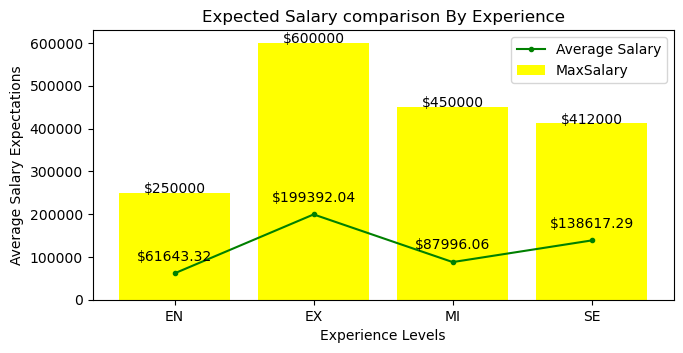 Expected Salary comparison By Experience
Average Salary
MaxSalary
Average Salary Expectations
600000
500000
400000
300000
200000
100000
0
$250000
$600000
$450000
$412000
$61643.32
$199392.04
$87996.06
$138617.29
EN
EX
MI
SE
Experience Levels